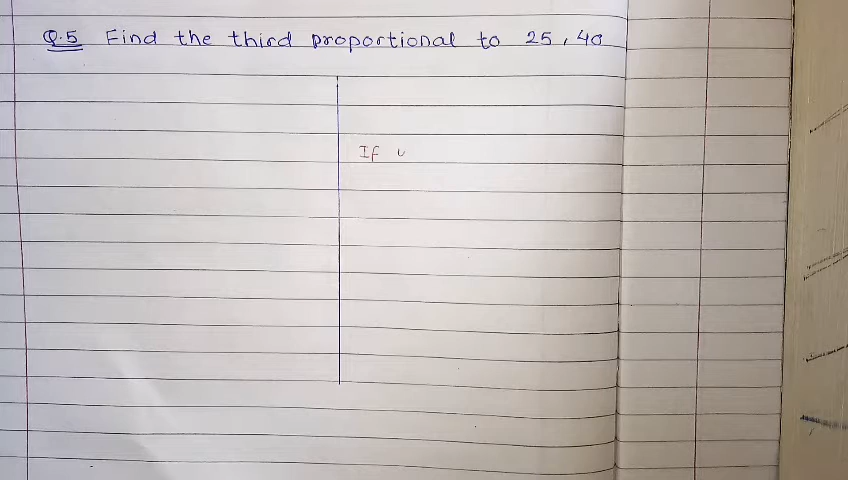 Q.5 Find the third proportional to 25, 40
If